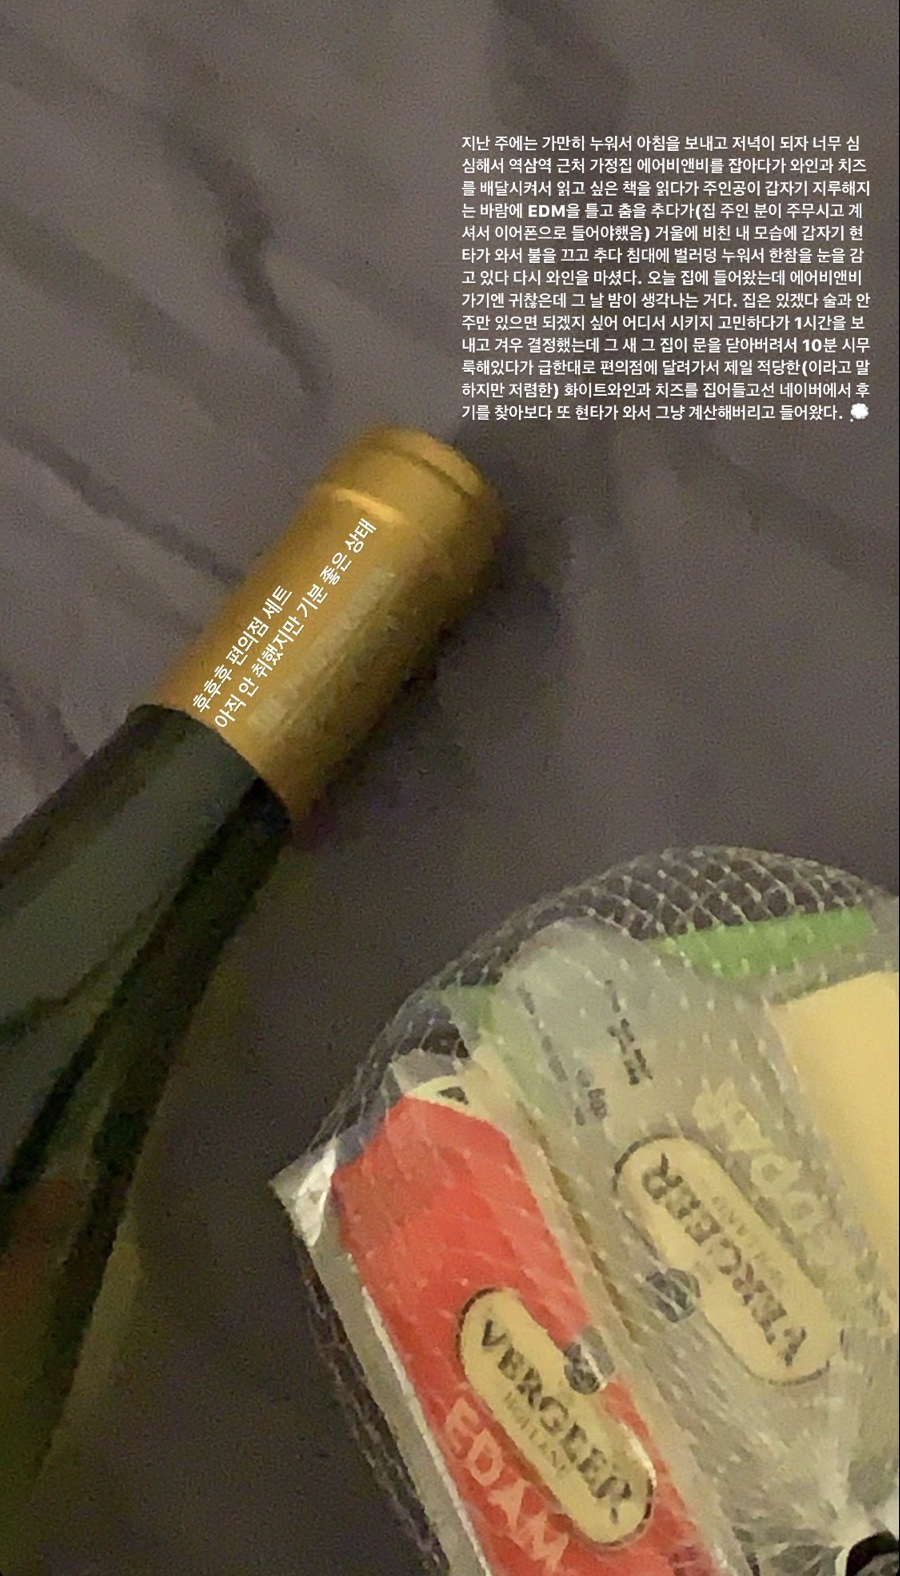 지난 주에는 가만히 누워서 아침을 보내고 저녁이 되자 너무 심
심해서 역삼역 근처 가정집 에어비앤비를 잡아다가 와인과 치즈
를 배달시켜서 읽고 싶은 책을 읽다가 주인공이 갑자기 지루해지
는 바람에 EDM을 틀고 춤을 추다가(집 주인 분이 주무시고 계
셔서 이어폰으로 들어야했음) 거울에 비친 내 모습에 갑자기 현
타가 와서 불을 끄고 추다 침대에 벌러덩 누워서 한참을 눈을 감
고 있다 다시 와인을 마셨다. 오늘 집에 들어왔는데 에어비앤비
가기엔 귀찮은데 그 날 밤이 생각나는 거다. 집은 있겠다 술과 안
주만 있으면 되겠지 싶어 어디서 시키지 고민하다가 1시간을 보
내고 겨우 결정했는데 그 새 그 집이 문을 닫아버려서 10분 시무
룩해있다가 급한대로 편의점에 달려가서 제일 적당한(이라고 말
하지만 저렴한) 화이트와인과 치즈를 집어들고선 네이버에서 후
기를 찾아보다 또 현타가 와서 그냥 계산해버리고 들어왔다. 💭
후후후 편의점 세트
아직 안 취했지만 기분 좋은 상태
VERGEER
VERGEER
HOLLAND
EDAM